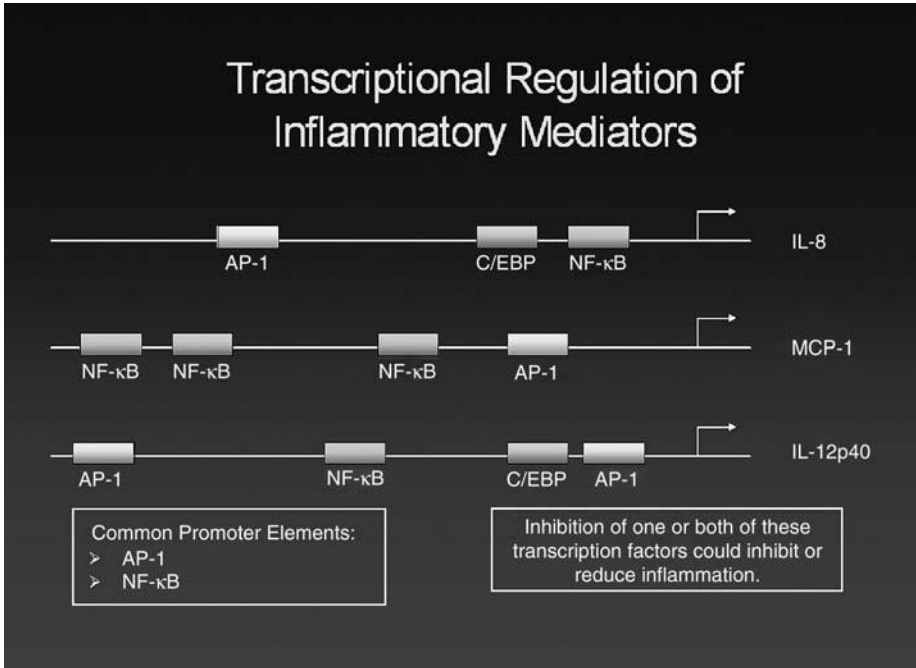 Transcriptional Regulation of
Inflammatory Mediators
AP-1
C/EBP
NF-κB
IL-8
NF-κB
NF-κB
NF-κB
AP-1
MCP-1
AP-1
NF-κB
C/EBP
AP-1
IL-12p40
Common Promoter Elements:
➢ AP-1
➢ NF-κB
Inhibition of one or both of these
transcription factors could inhibit or
reduce inflammation.